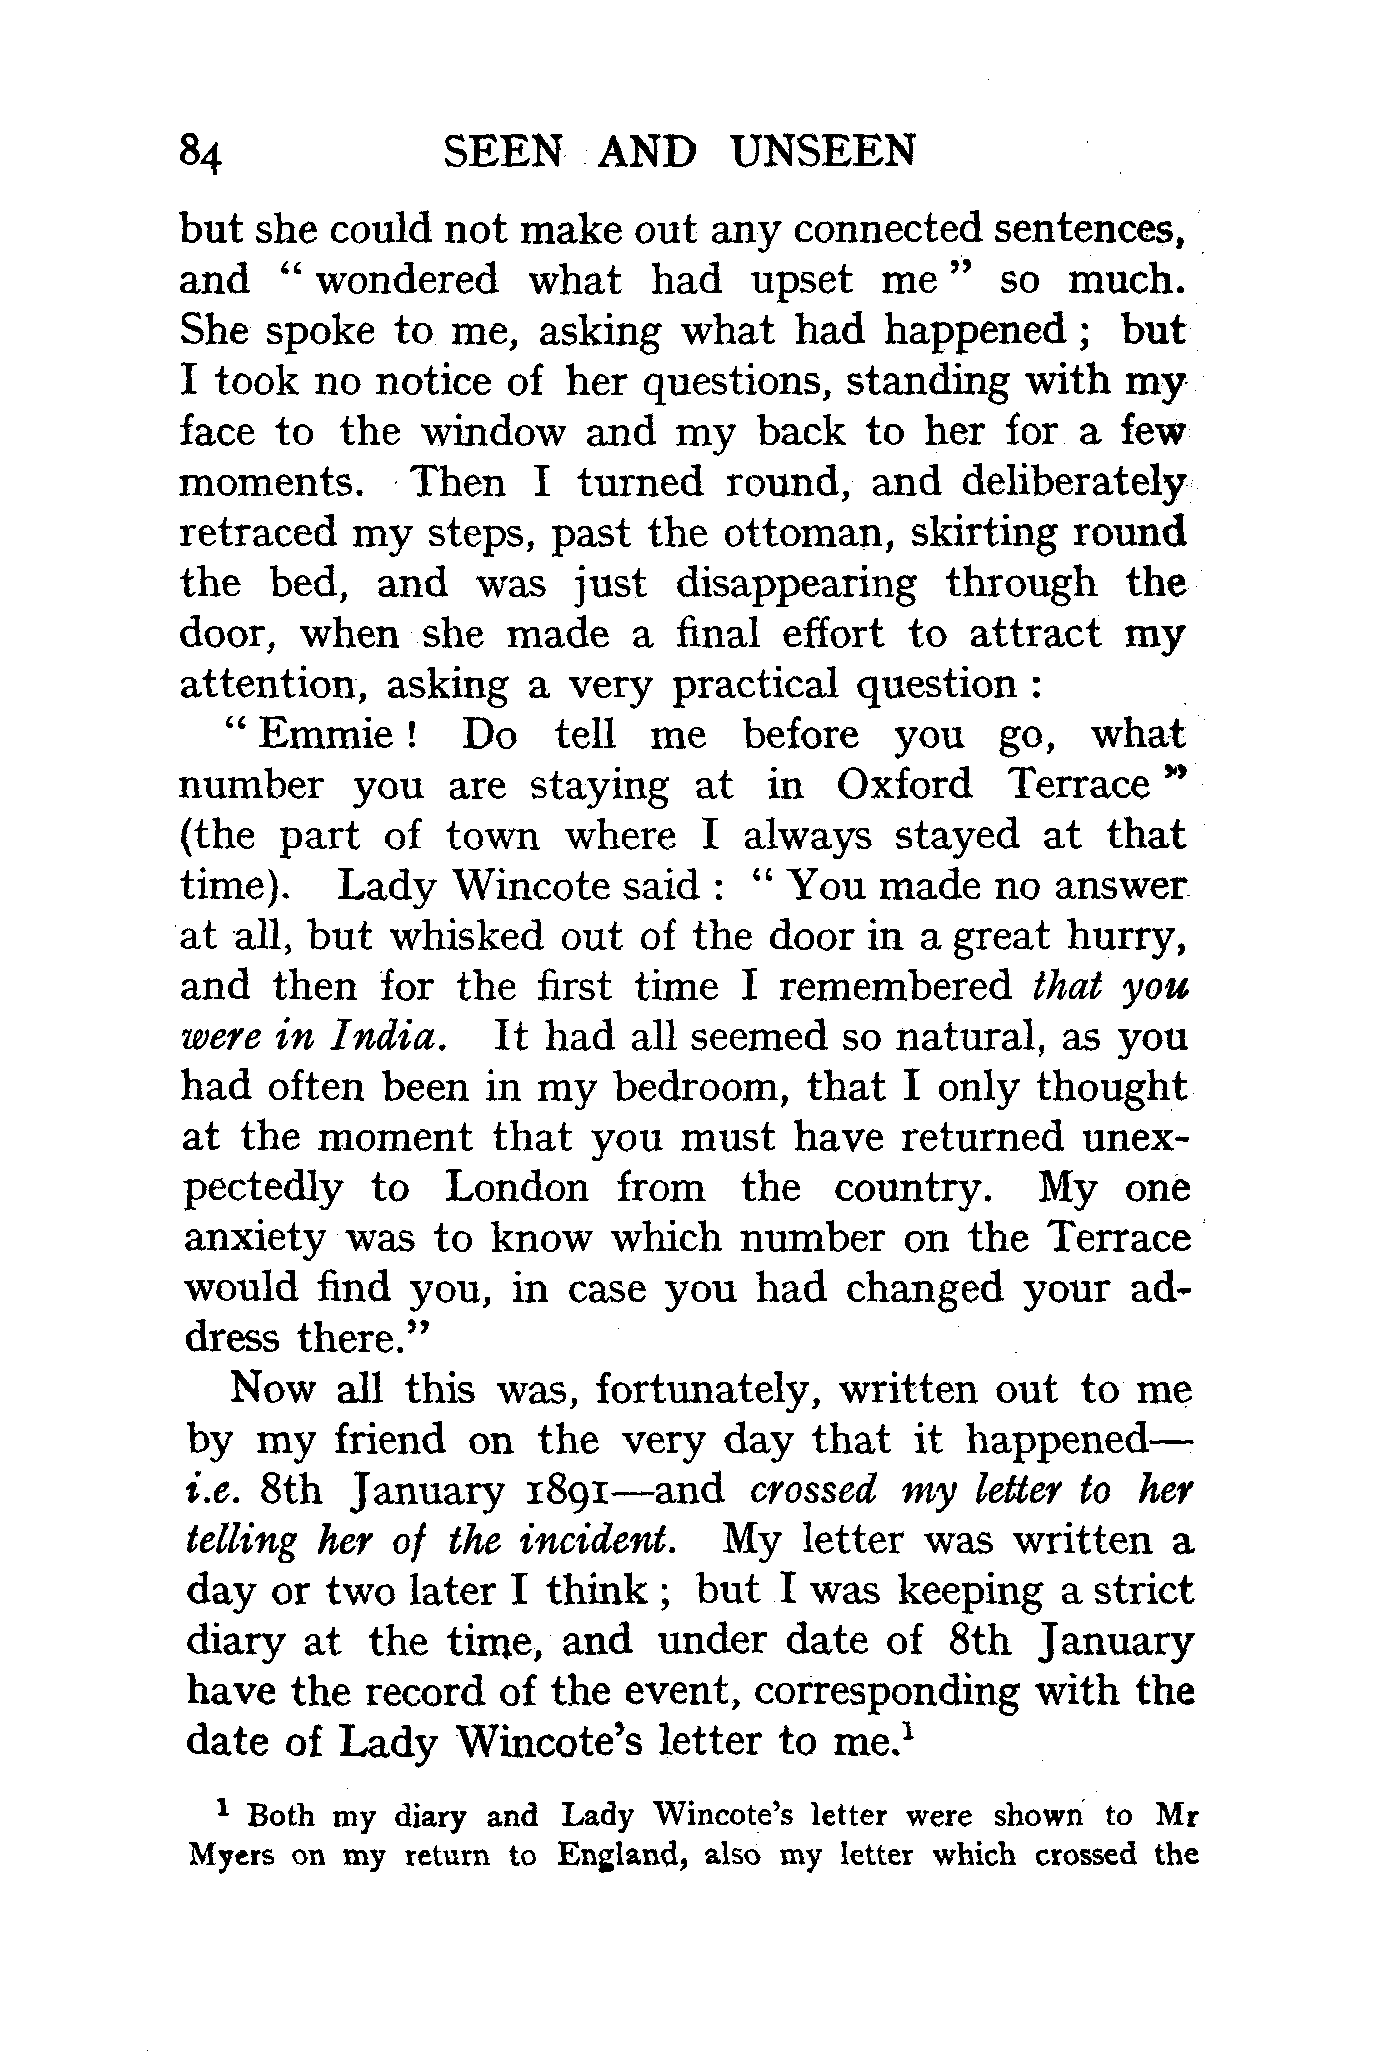 84 SEEN AND UNSEEN
but she could not make out any connected sentences,
and “ wondered what had upset me ” so much.
She spoke to me, asking what had happened ; but
I took no notice of her questions, standing with my
face to the window and my back to her for a few
moments. Then I turned round, and deliberately
retraced my steps, past the ottoman, skirting round
the bed, and was just disappearing through the
door, when she made a final effort to attract my
attention, asking a very practical question :
“ Emmie ! Do tell me before you go, what
number you are staying at in Oxford Terrace ”
(the part of town where I always stayed at that
time). Lady Wincote said : “ You made no answer
at all, but whisked out of the door in a great hurry,
and then for the first time I remembered that you
were in India. It had all seemed so natural, as you
had often been in my bedroom, that I only thought
at the moment that you must have returned unex-
pectedly to London from the country. My one
anxiety was to know which number on the Terrace
would find you, in case you had changed your ad-
dress there.”
Now all this was, fortunately, written out to me
by my friend on the very day that it happened—
i.e. 8th January 1891—and crossed my letter to her
telling her of the incident. My letter was written a
day or two later I think ; but I was keeping a strict
diary at the time, and under date of 8th January
have the record of the event, corresponding with the
date of Lady Wincote’s letter to me.¹
¹ Both my diary and Lady Wincote’s letter were shown to Mr
Myers on my return to England, also my letter which crossed the